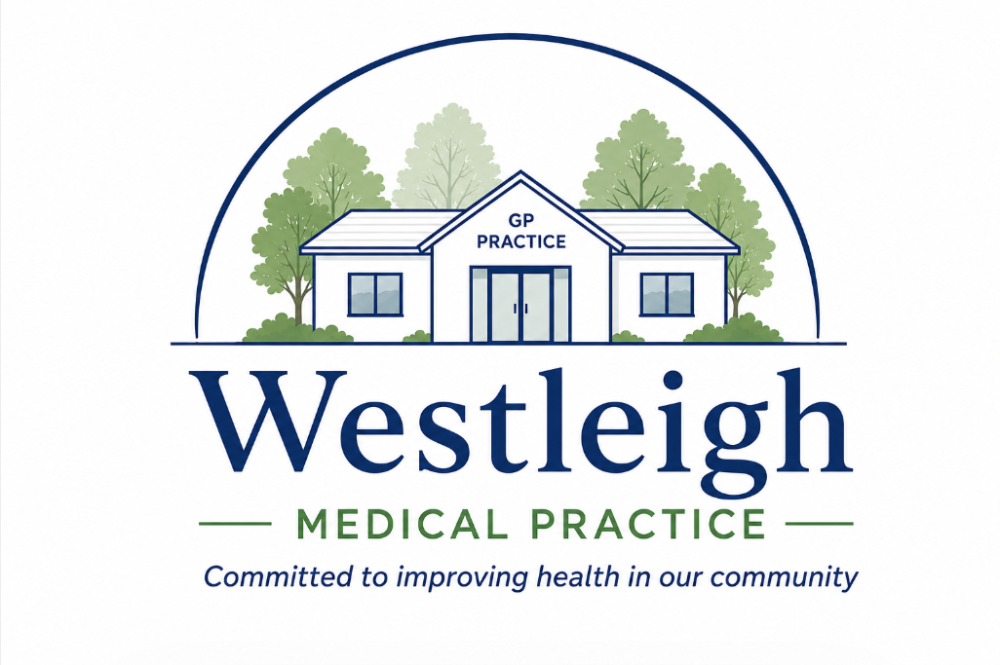 GP
PRACTICE
Westleigh
MEDICAL PRACTICE
Committed to improving health in our community